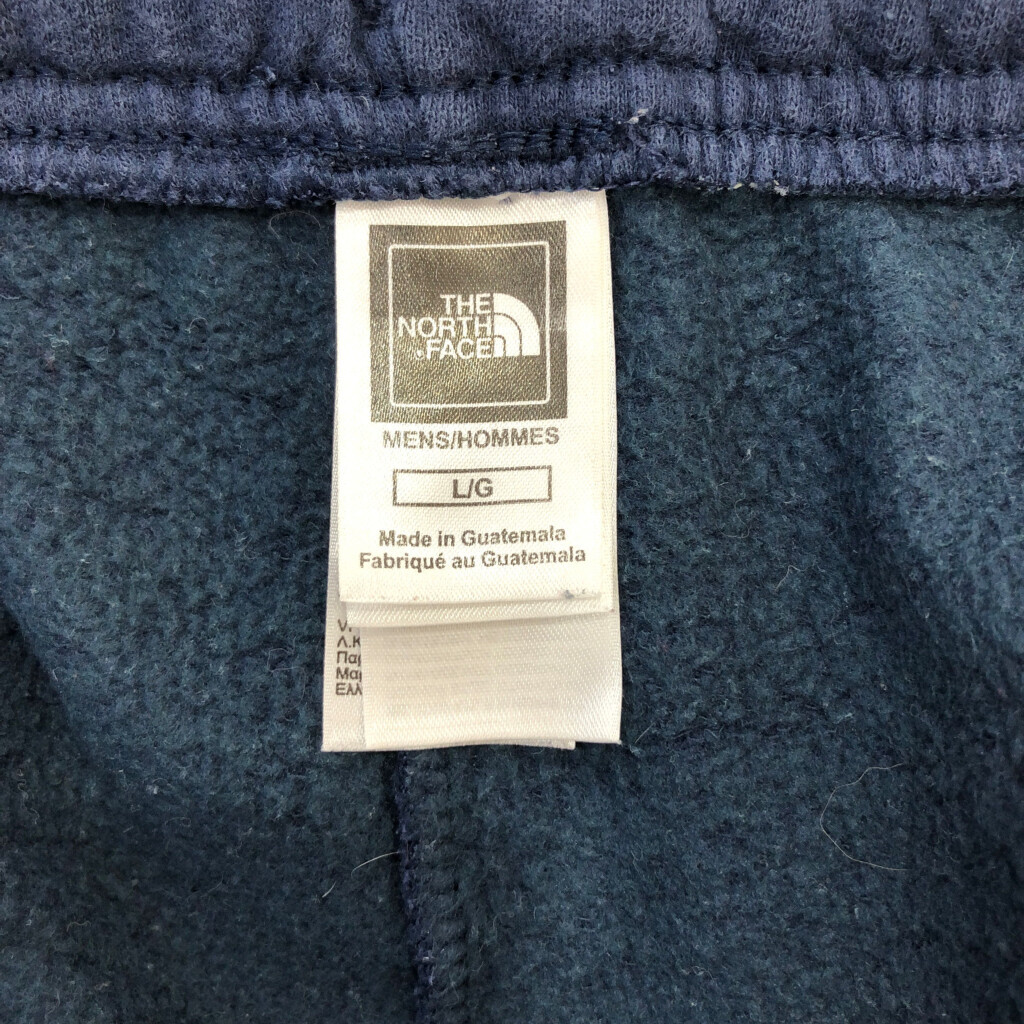 THE
NORTH
FACE
MENS/HOMMES
L/G
Made in Guatemala
Fabriqué au Guatemala